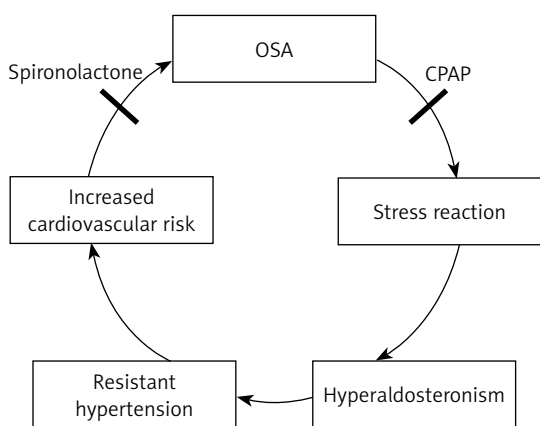 OSA
Spironolactone
CPAP
Increased
cardiovascular risk
Stress reaction
Resistant
hypertension
Hyperaldosteronism